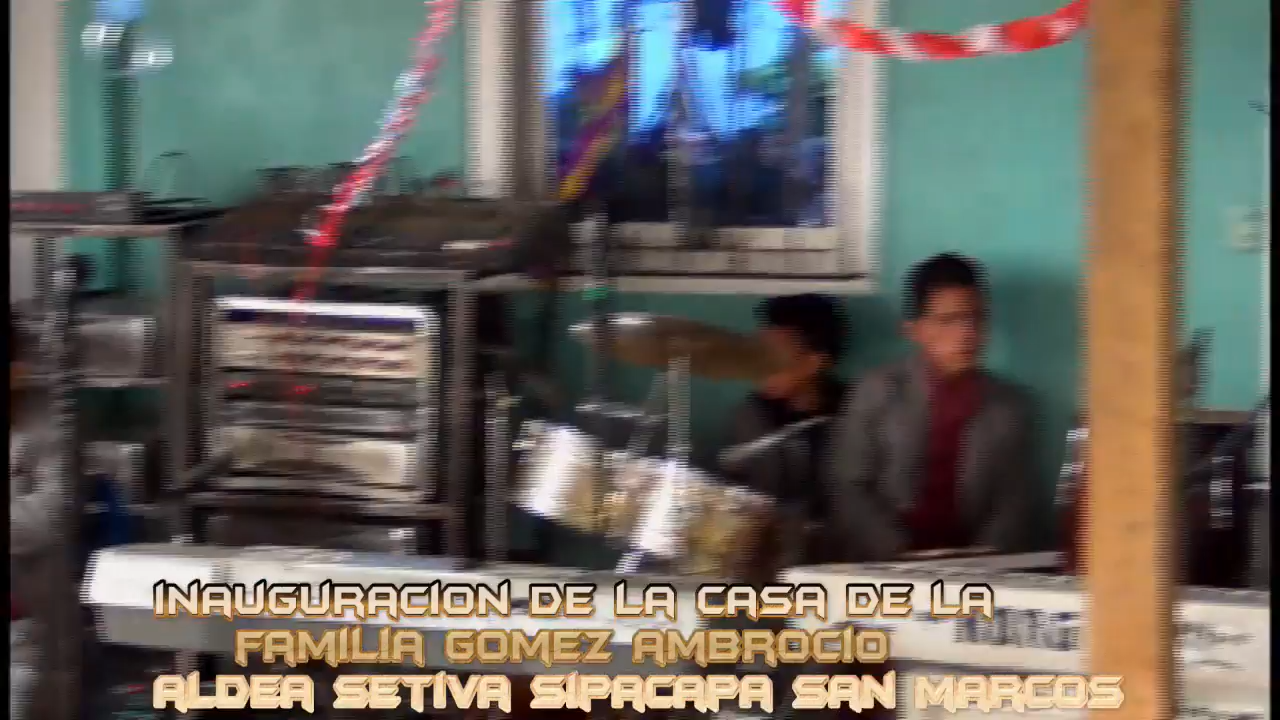 INAUGURACION DE LA CASA DE LA
FAMILIA GOMEZ AMBROCIO
ALDEA SETIVA SIPACAPA SAN MARCOS